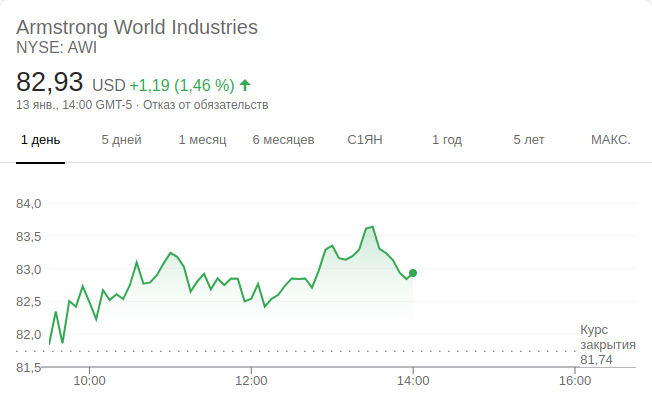 Armstrong World Industries
NYSE: AWI
82,93 USD +1,19 (1,46 %)
13 янв., 14:00 GMT-5 · Отказ от обязательств
1 день 5 дней 1 месяц 6 месяцев С1ЯН 1 год 5 лет МАКС.
84,0
83,5
83,0
82,5
82,0
81,5
Курс
закрытия
81,74
10:00 12:00 14:00 16:00